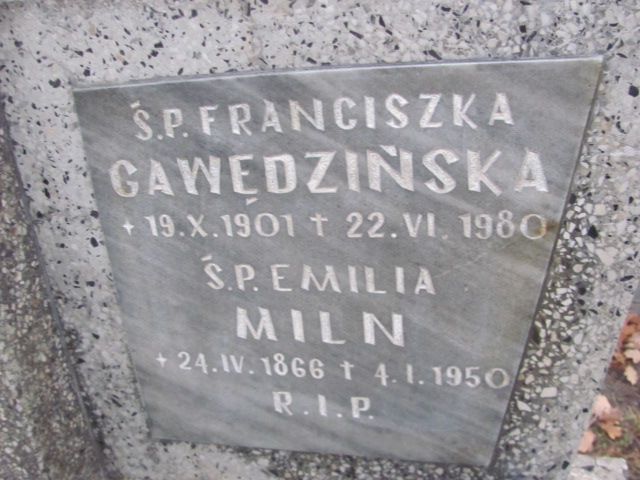 Ś.P. FRANCISZKA
GAWĘDZIŃSKA
+ 19.X.1901 † 22.VI.1980
Ś.P. EMILIA
MILN
+ 24.IV.1866 † 4.I.1950
R.I.P.